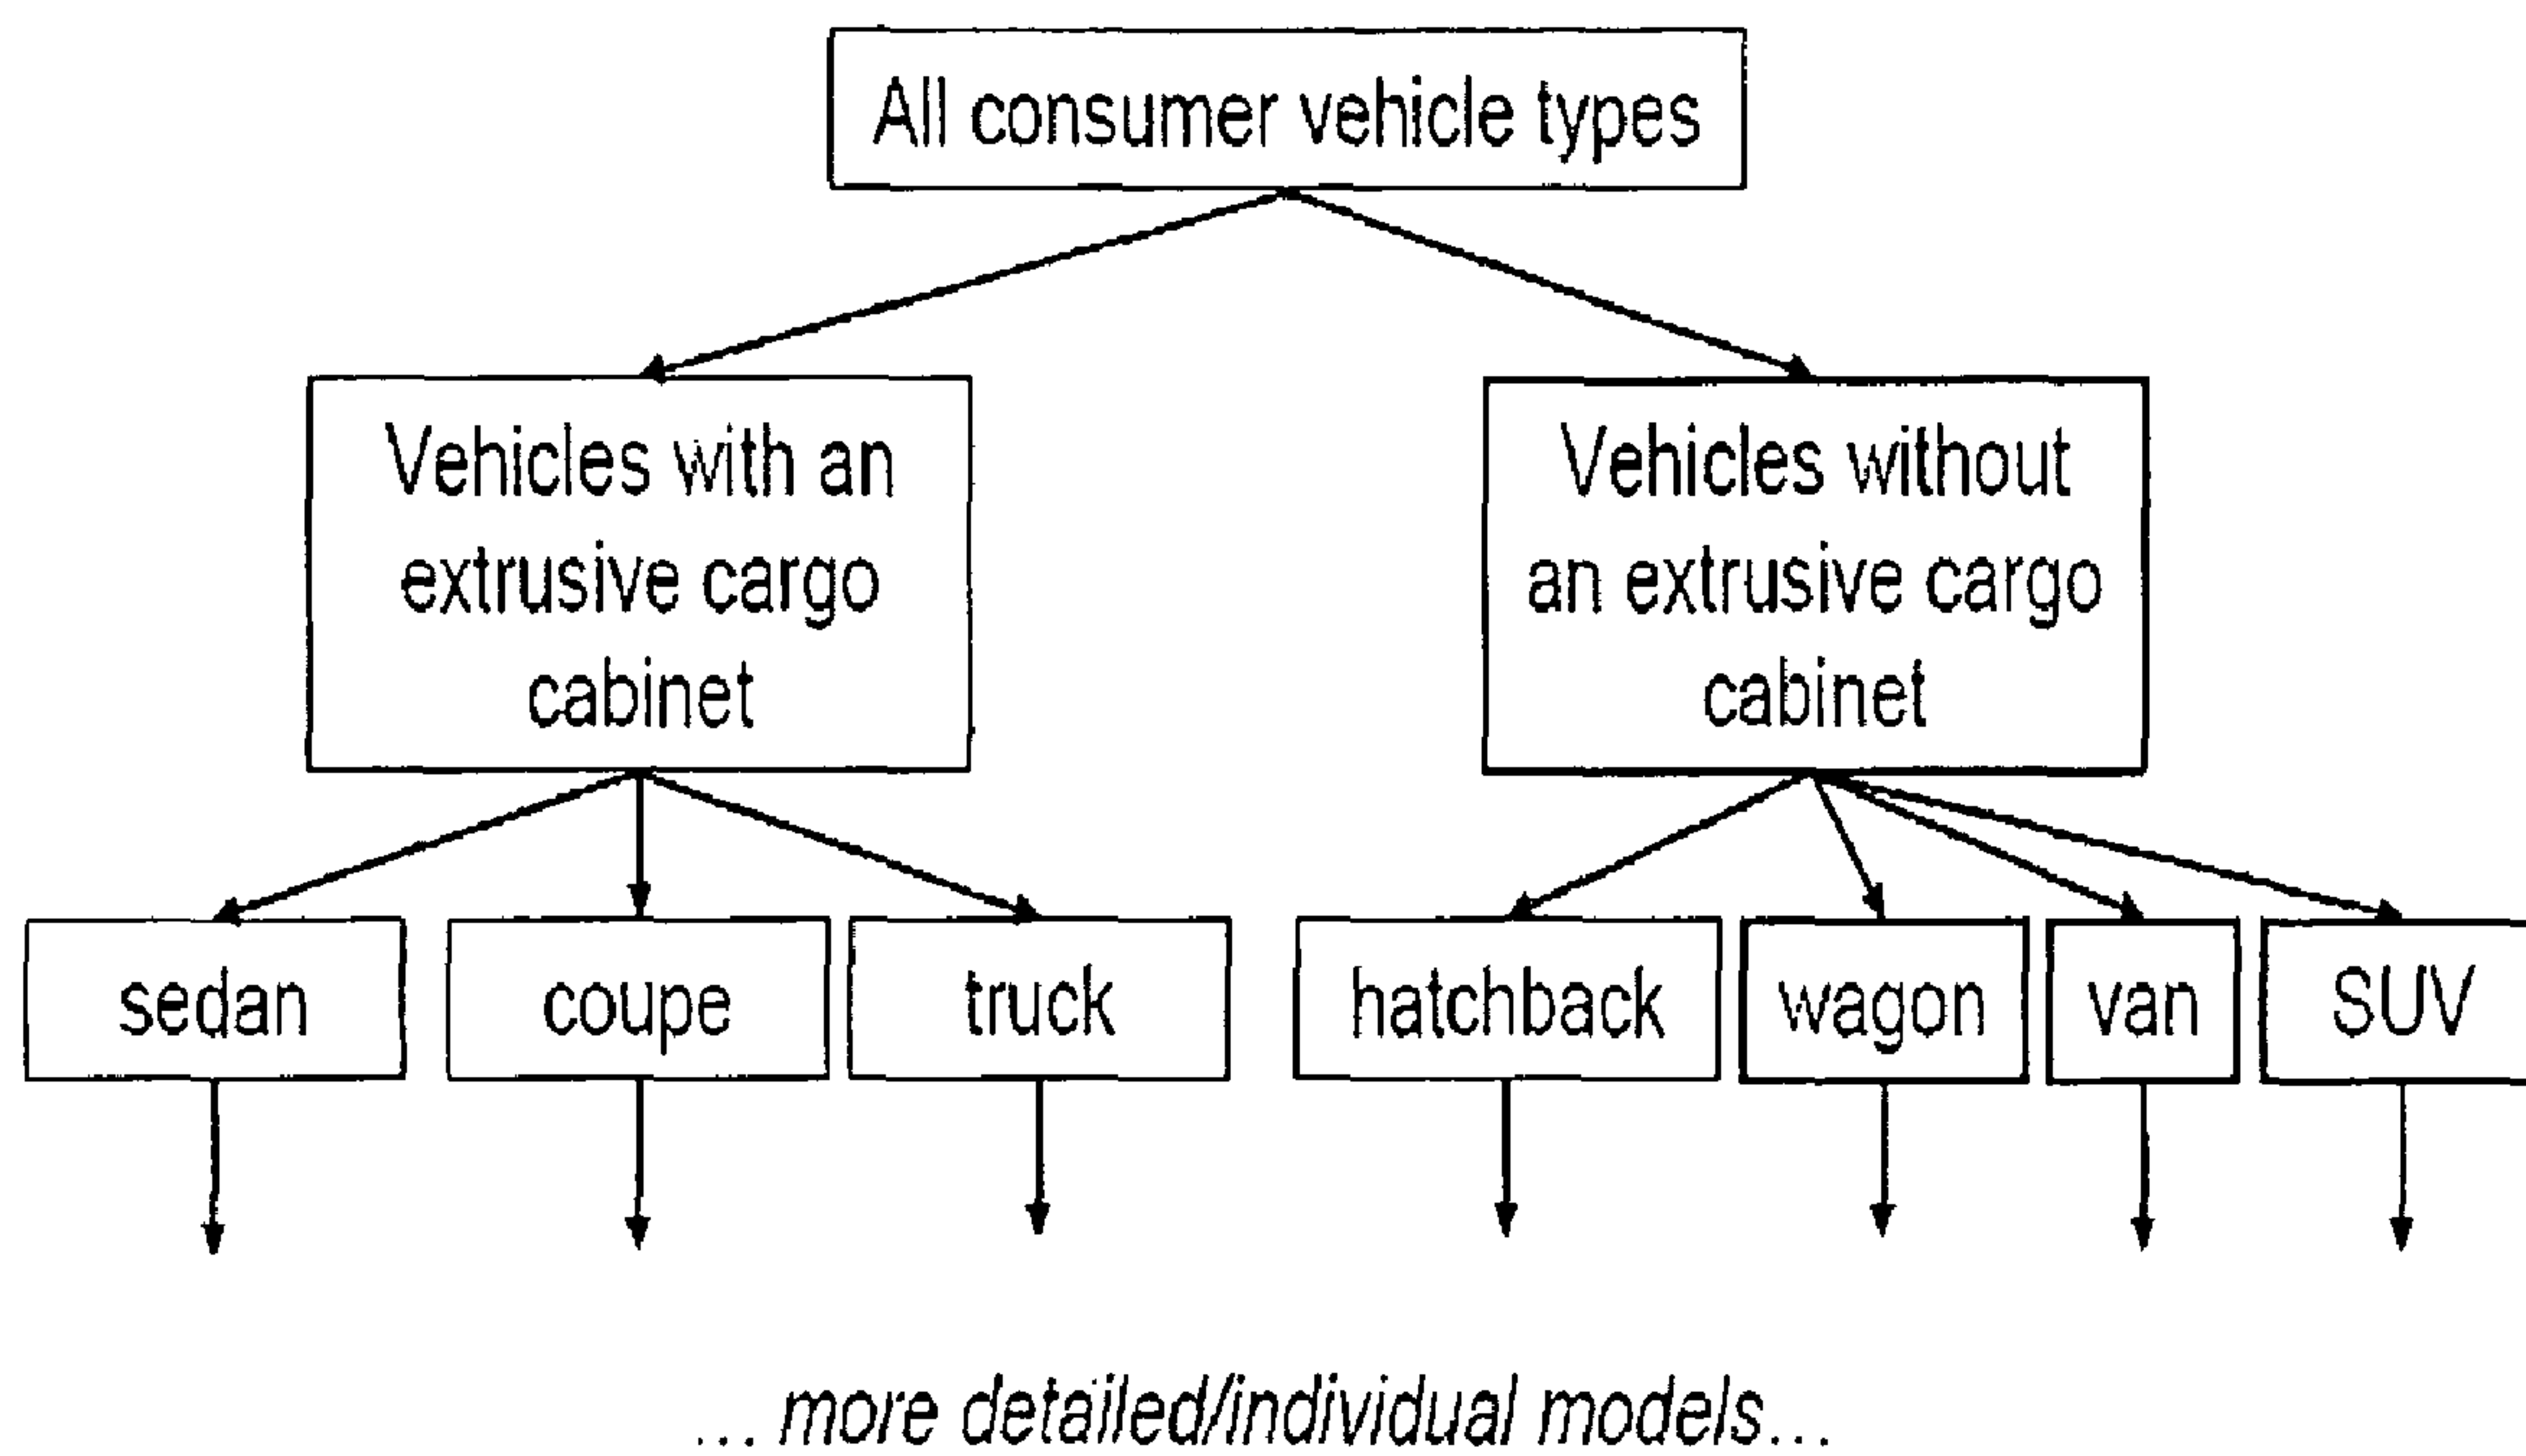 All consumer vehicle types
Vehicles with an
extrusive cargo
cabinet
Vehicles without
an extrusive cargo
cabinet
sedan
coupe
truck
hatchback
wagon
van
SUV
... more detailed/individual models...